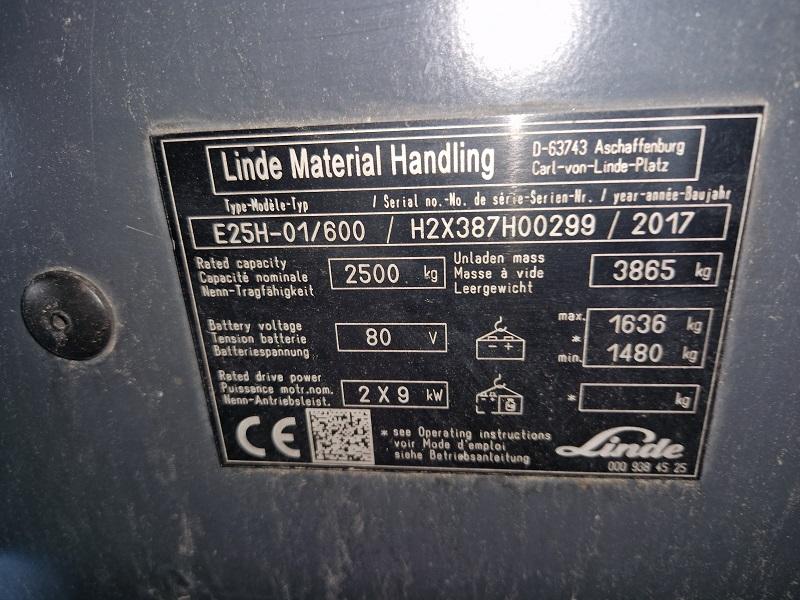 Linde Material Handling
D-63743 Aschaffenburg
Carl-von-Linde-Platz
Type-Modèle-Typ / Serial no.-No. de série-Serien-Nr. / year-année-Baujahr
E25H-01/600 / H2X387H00299 / 2017
Rated capacity
Capacité nominale
Nenn-Tragfähigkeit
2500 kg
Unladen mass
Masse à vide
Leergewicht
3865 kg
Battery voltage
Tension batterie
Batteriespannung
80 V
- +
max. 1636 kg
*
min. 1480 kg
Rated drive power
Puissance motr.nom.
Nenn-Antriebsleist.
2 X 9 kW
* kg
CE
* see Operating instructions
voir Mode d'emploi
siehe Betriebsanleitung
Linde
000 938 45 25